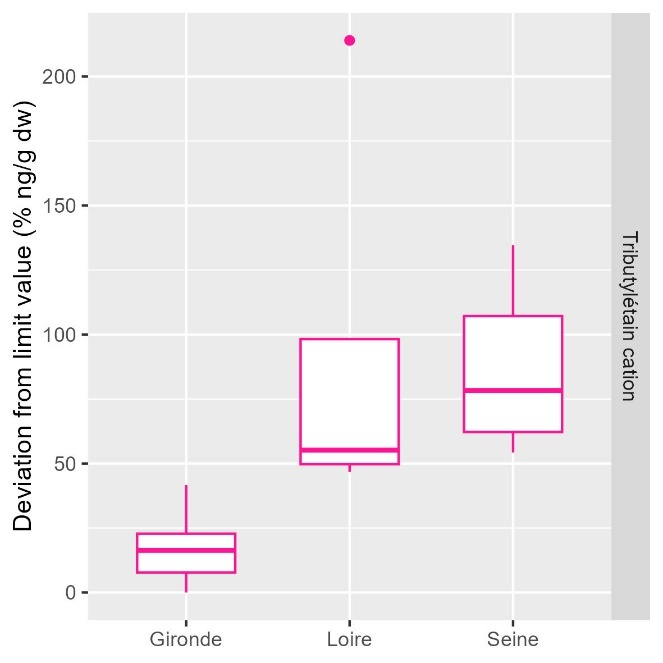 Deviation from limit value (% ng/g dw)
200
150
100
50
0
Gironde
Loire
Seine
Tributylétain cation